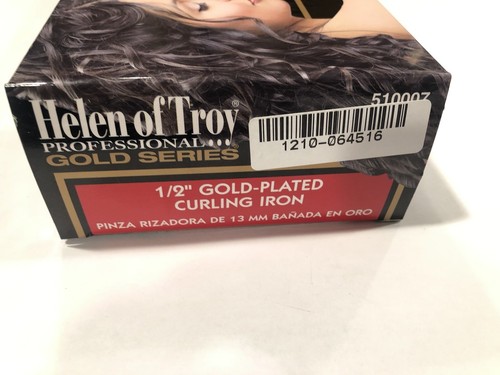 Helen of Troy®
PROFESSIONAL...
GOLD SERIES
510007
1210-064516
1/2" GOLD-PLATED
CURLING IRON
PINZA RIZADORA DE 13 MM BAÑADA EN ORO